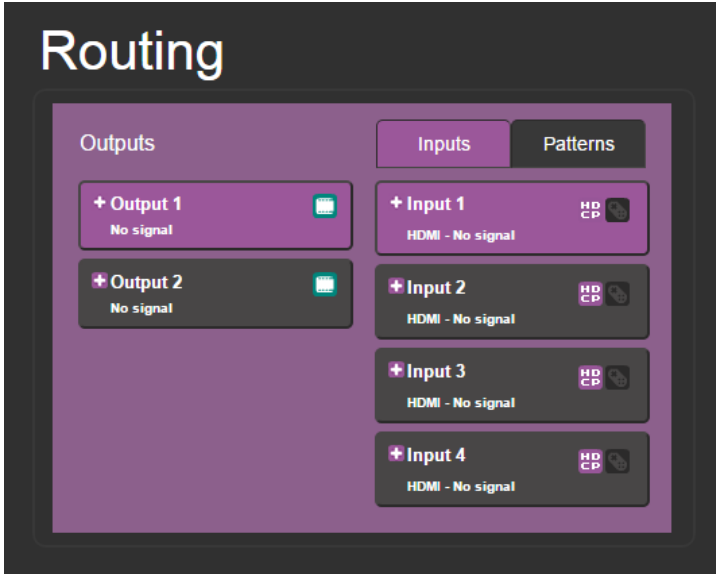 Routing
Outputs
Inputs
Patterns
Output 1
No signal
Output 2
No signal
Input 1
HD
CP
HDMI - No signal
Input 2
HD
CP
HDMI - No signal
Input 3
HD
CP
HDMI - No signal
Input 4
HD
CP
HDMI - No signal